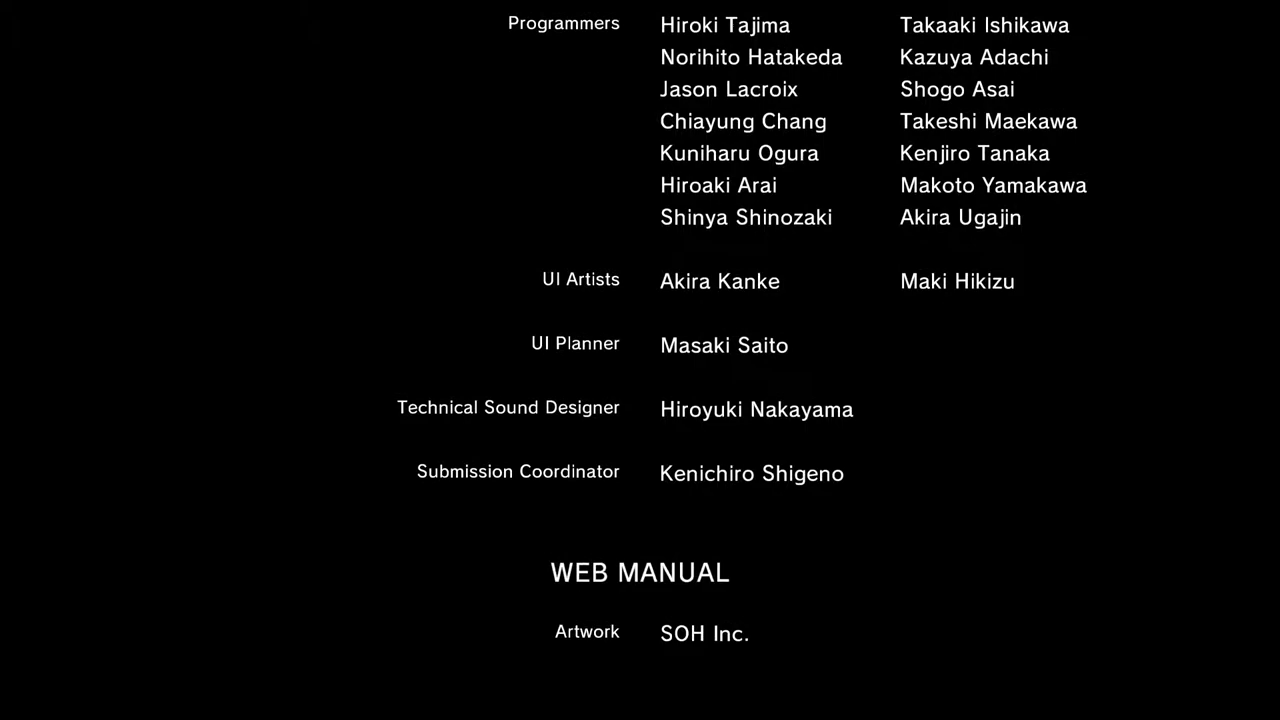 Programmers Hiroki Tajima Takaaki Ishikawa
Norihito Hatakeda Kazuya Adachi
Jason Lacroix Shogo Asai
Chiayung Chang Takeshi Maekawa
Kuniharu Ogura Kenjiro Tanaka
Hiroaki Arai Makoto Yamakawa
Shinya Shinozaki Akira Ugajin
UI Artists Akira Kanke Maki Hikizu
UI Planner Masaki Saito
Technical Sound Designer Hiroyuki Nakayama
Submission Coordinator Kenichiro Shigeno
WEB MANUAL
Artwork SOH Inc.